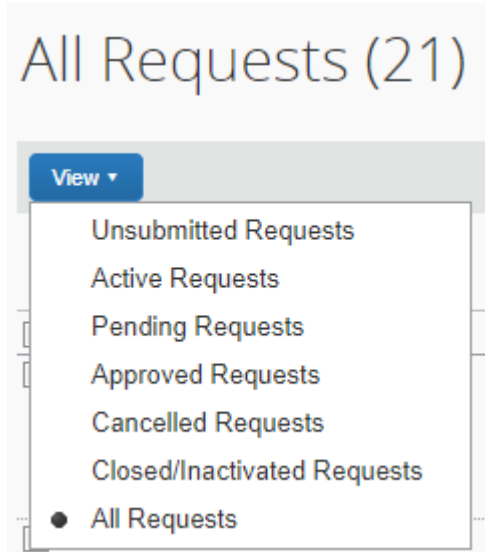 All Requests (21)
View
Unsubmitted Requests
Active Requests
Pending Requests
Approved Requests
Cancelled Requests
Closed/Inactivated Requests
All Requests